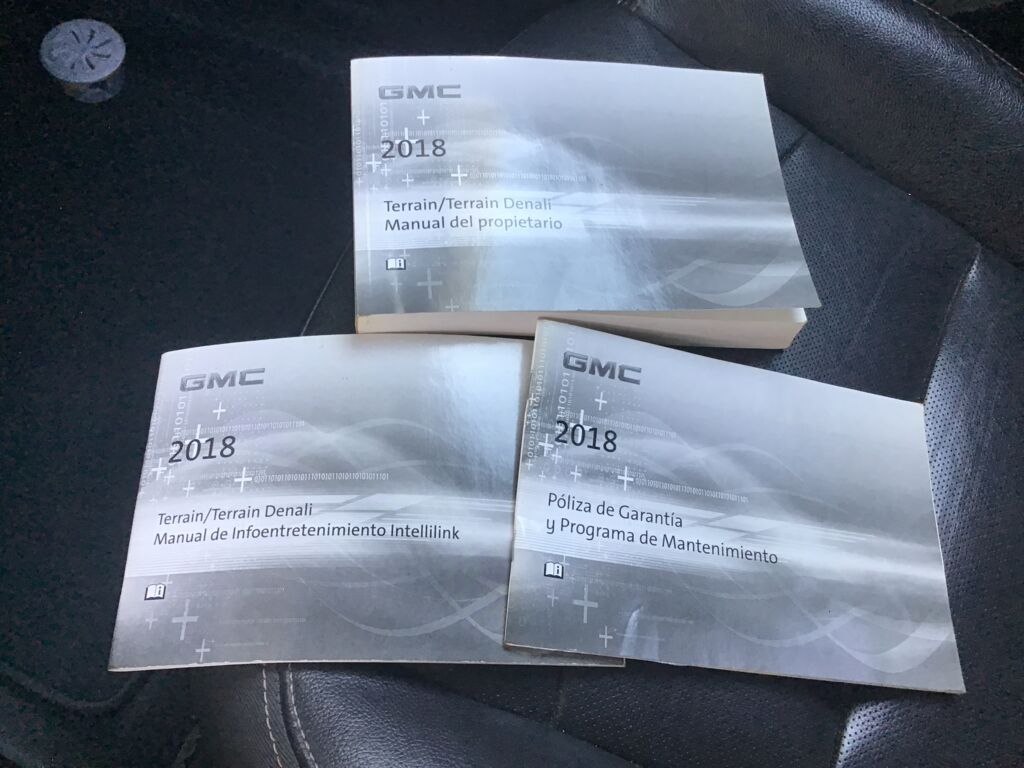 GMC
2018
Terrain/Terrain Denali
Manual del propietario
GMC
2018
Terrain/Terrain Denali
Manual de Infoentretenimiento Intellilink
GMC
2018
Póliza de Garantía
y Programa de Mantenimiento